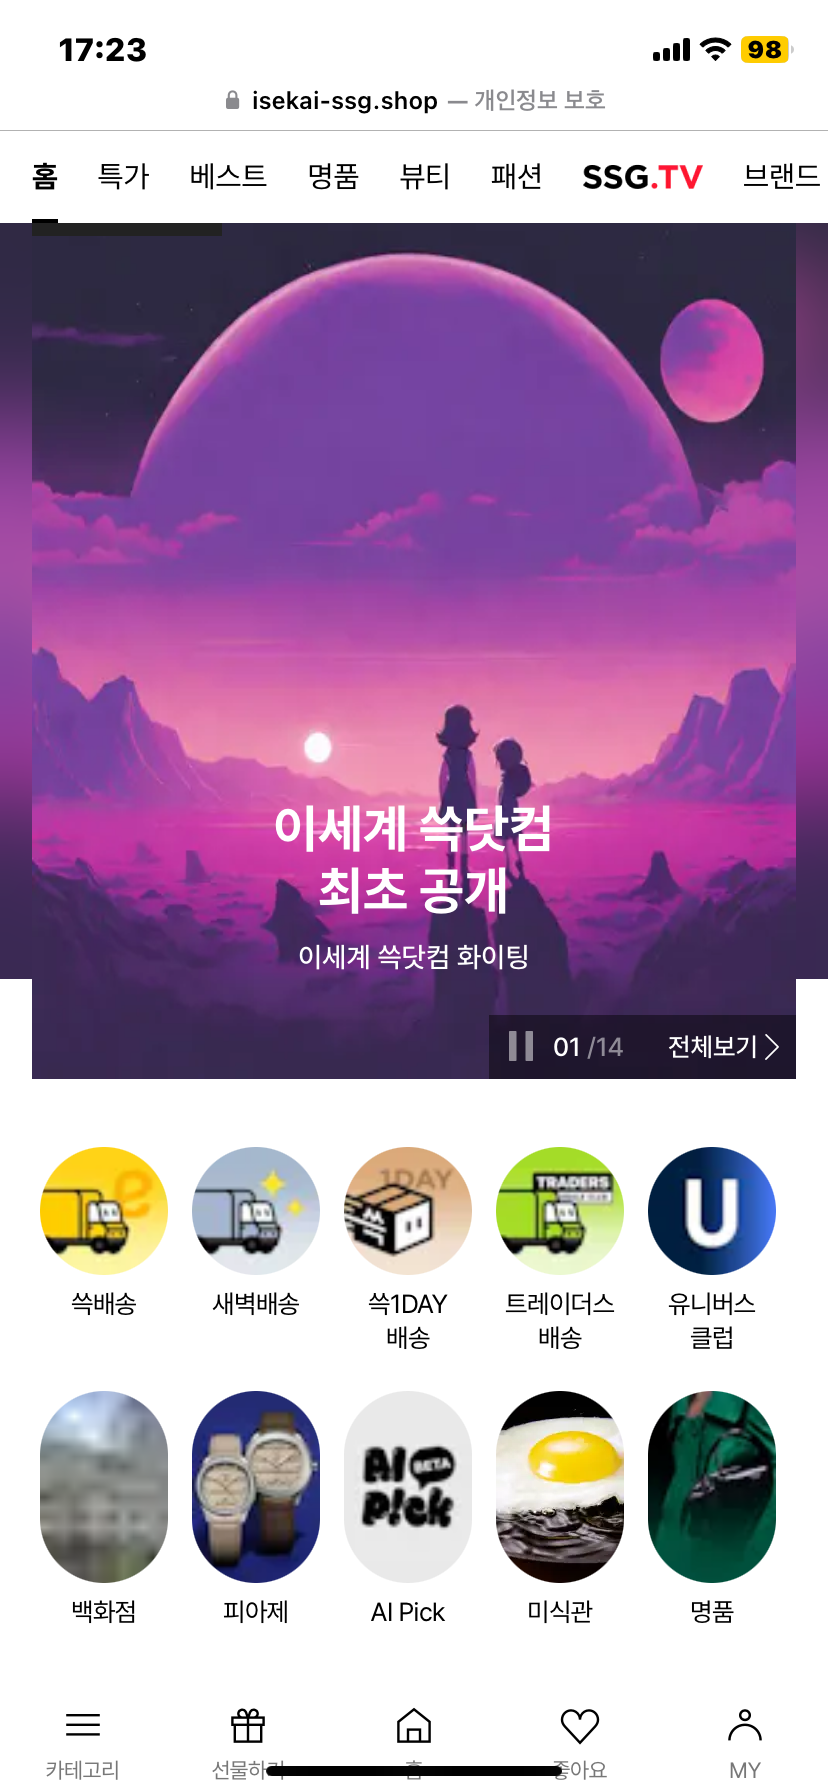 17:23
98
isekai-ssg.shop — 개인정보 보호
홈 특가 베스트 명품 뷰티 패션 SSG.TV 브랜드
이세계 쓱닷컴
최초 공개
이세계 쓱닷컴 화이팅
01 /14 전체보기
1DAY
TRADERS
U
쓱배송 새벽배송 쓱1DAY 트레이더스 유니버스
배송 배송 클럽
AI BETA
P!ck
백화점 피아제 AI Pick 미식관 명품
카테고리 선물하기 홈 좋아요 MY